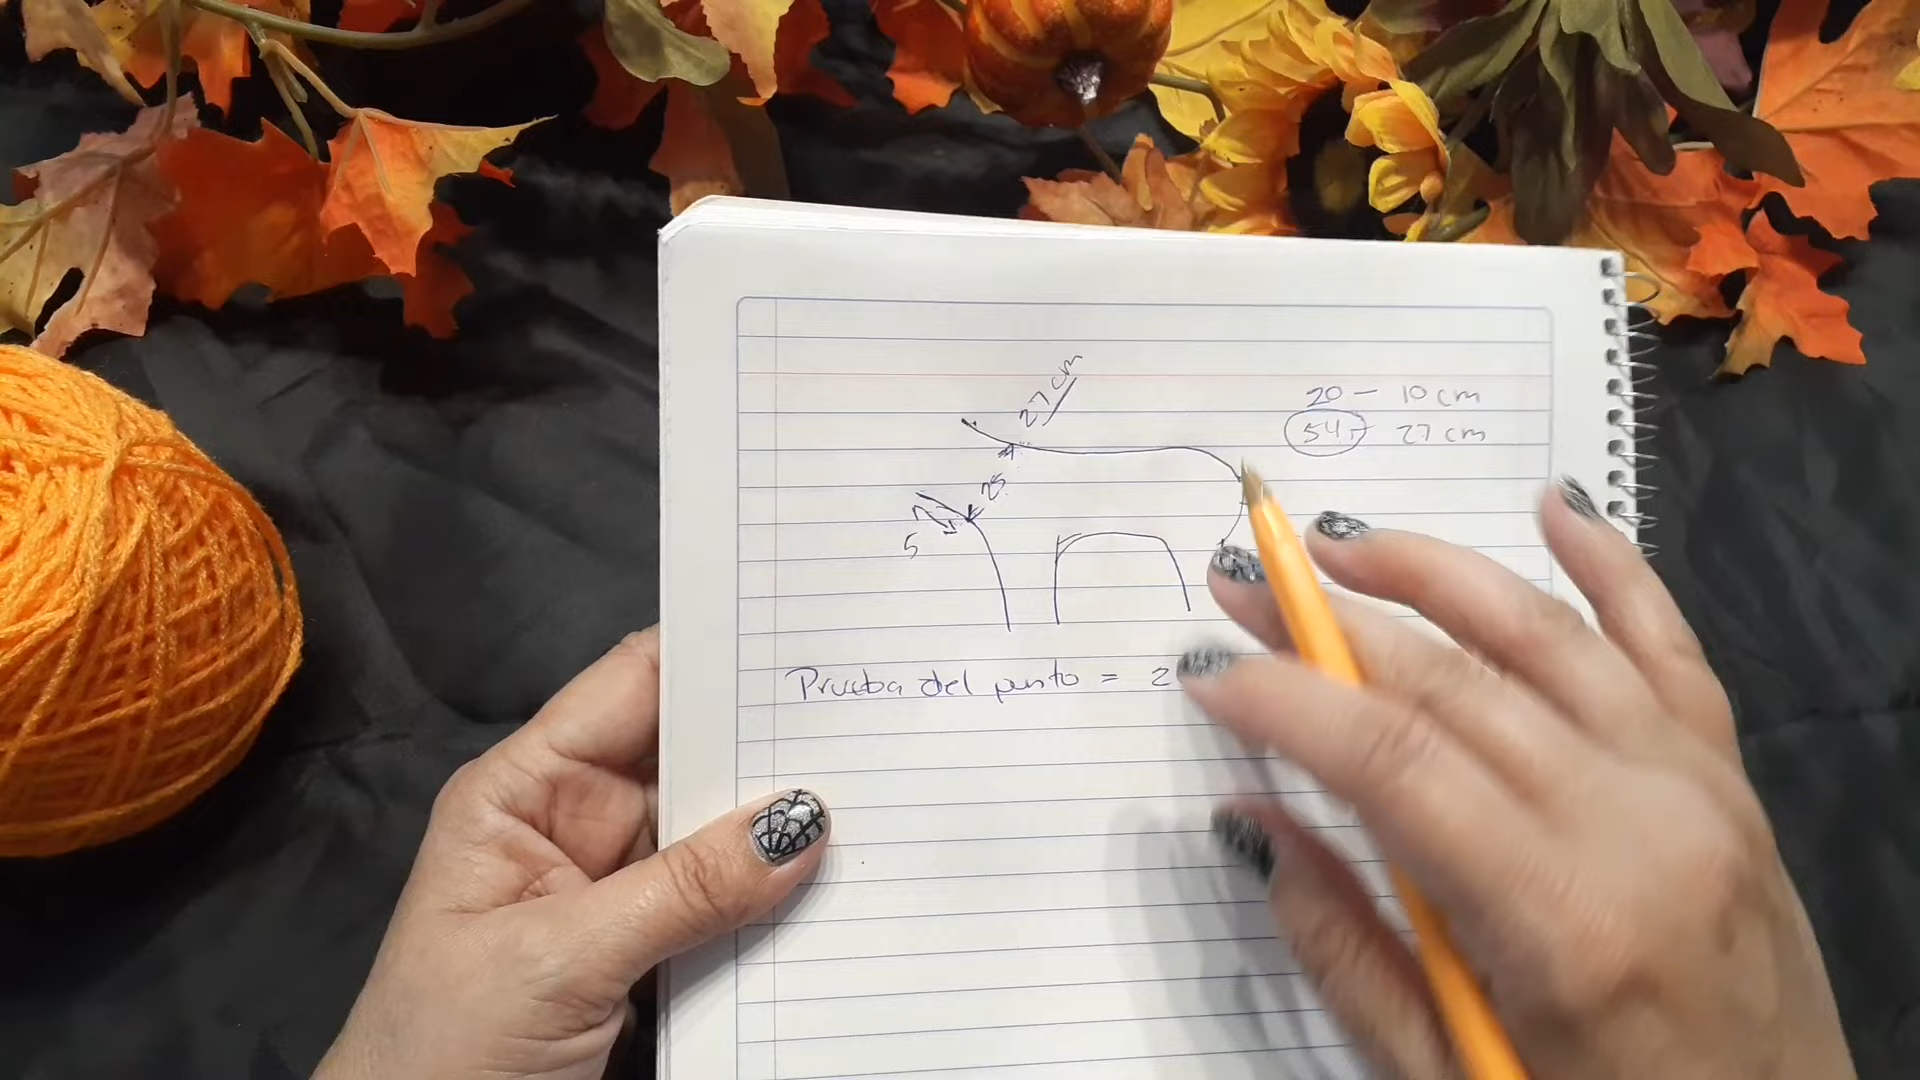 27 cm
20 - 10 cm
54 - 27 cm
25
5
Prueba del punto = 2